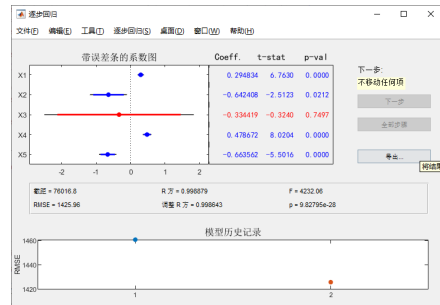 逐步回归
文件(F) 编辑(E) 工具(T) 逐步回归(S) 桌面(D) 窗口(W) 帮助(H)
带误差条的系数图
Coeff. t-stat p-val
X1 0.294834 6.7630 0.0000
X2 -0.642408 -2.5123 0.0212
X3 -0.334419 -0.3240 0.7497
X4 0.478672 8.0204 0.0000
X5 -0.663562 -5.5016 0.0000
-2 -1 0 1 2
下一步:
不移动任何项
下一步
全部步骤
导出...
将结果
截距 = 76016.8 R 方 = 0.998879 F = 4232.06
RMSE = 1425.96 调整 R 方 = 0.998643 p = 9.82795e-28
模型历史记录
RMSE
1460
1440
1420
1 2